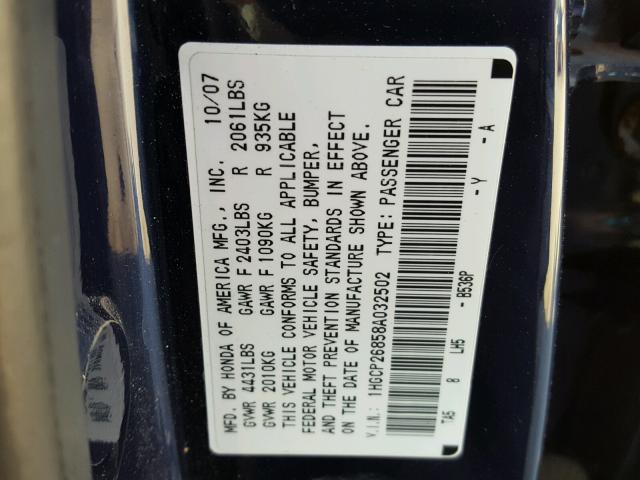 MFD. BY HONDA OF AMERICA MFG., INC. 10/07
GVWR 4431LBS GAWR F 2403LBS R 2061LBS
GVWR 2010KG GAWR F 1090KG R 935KG
THIS VEHICLE CONFORMS TO ALL APPLICABLE
FEDERAL MOTOR VEHICLE SAFETY, BUMPER,
AND THEFT PREVENTION STANDARDS IN EFFECT
ON THE DATE OF MANUFACTURE SHOWN ABOVE.
V.I.N.: 1HGCP26858A032502 TYPE: PASSENGER CAR
TA5 8 LH5 -B536P -Y -A